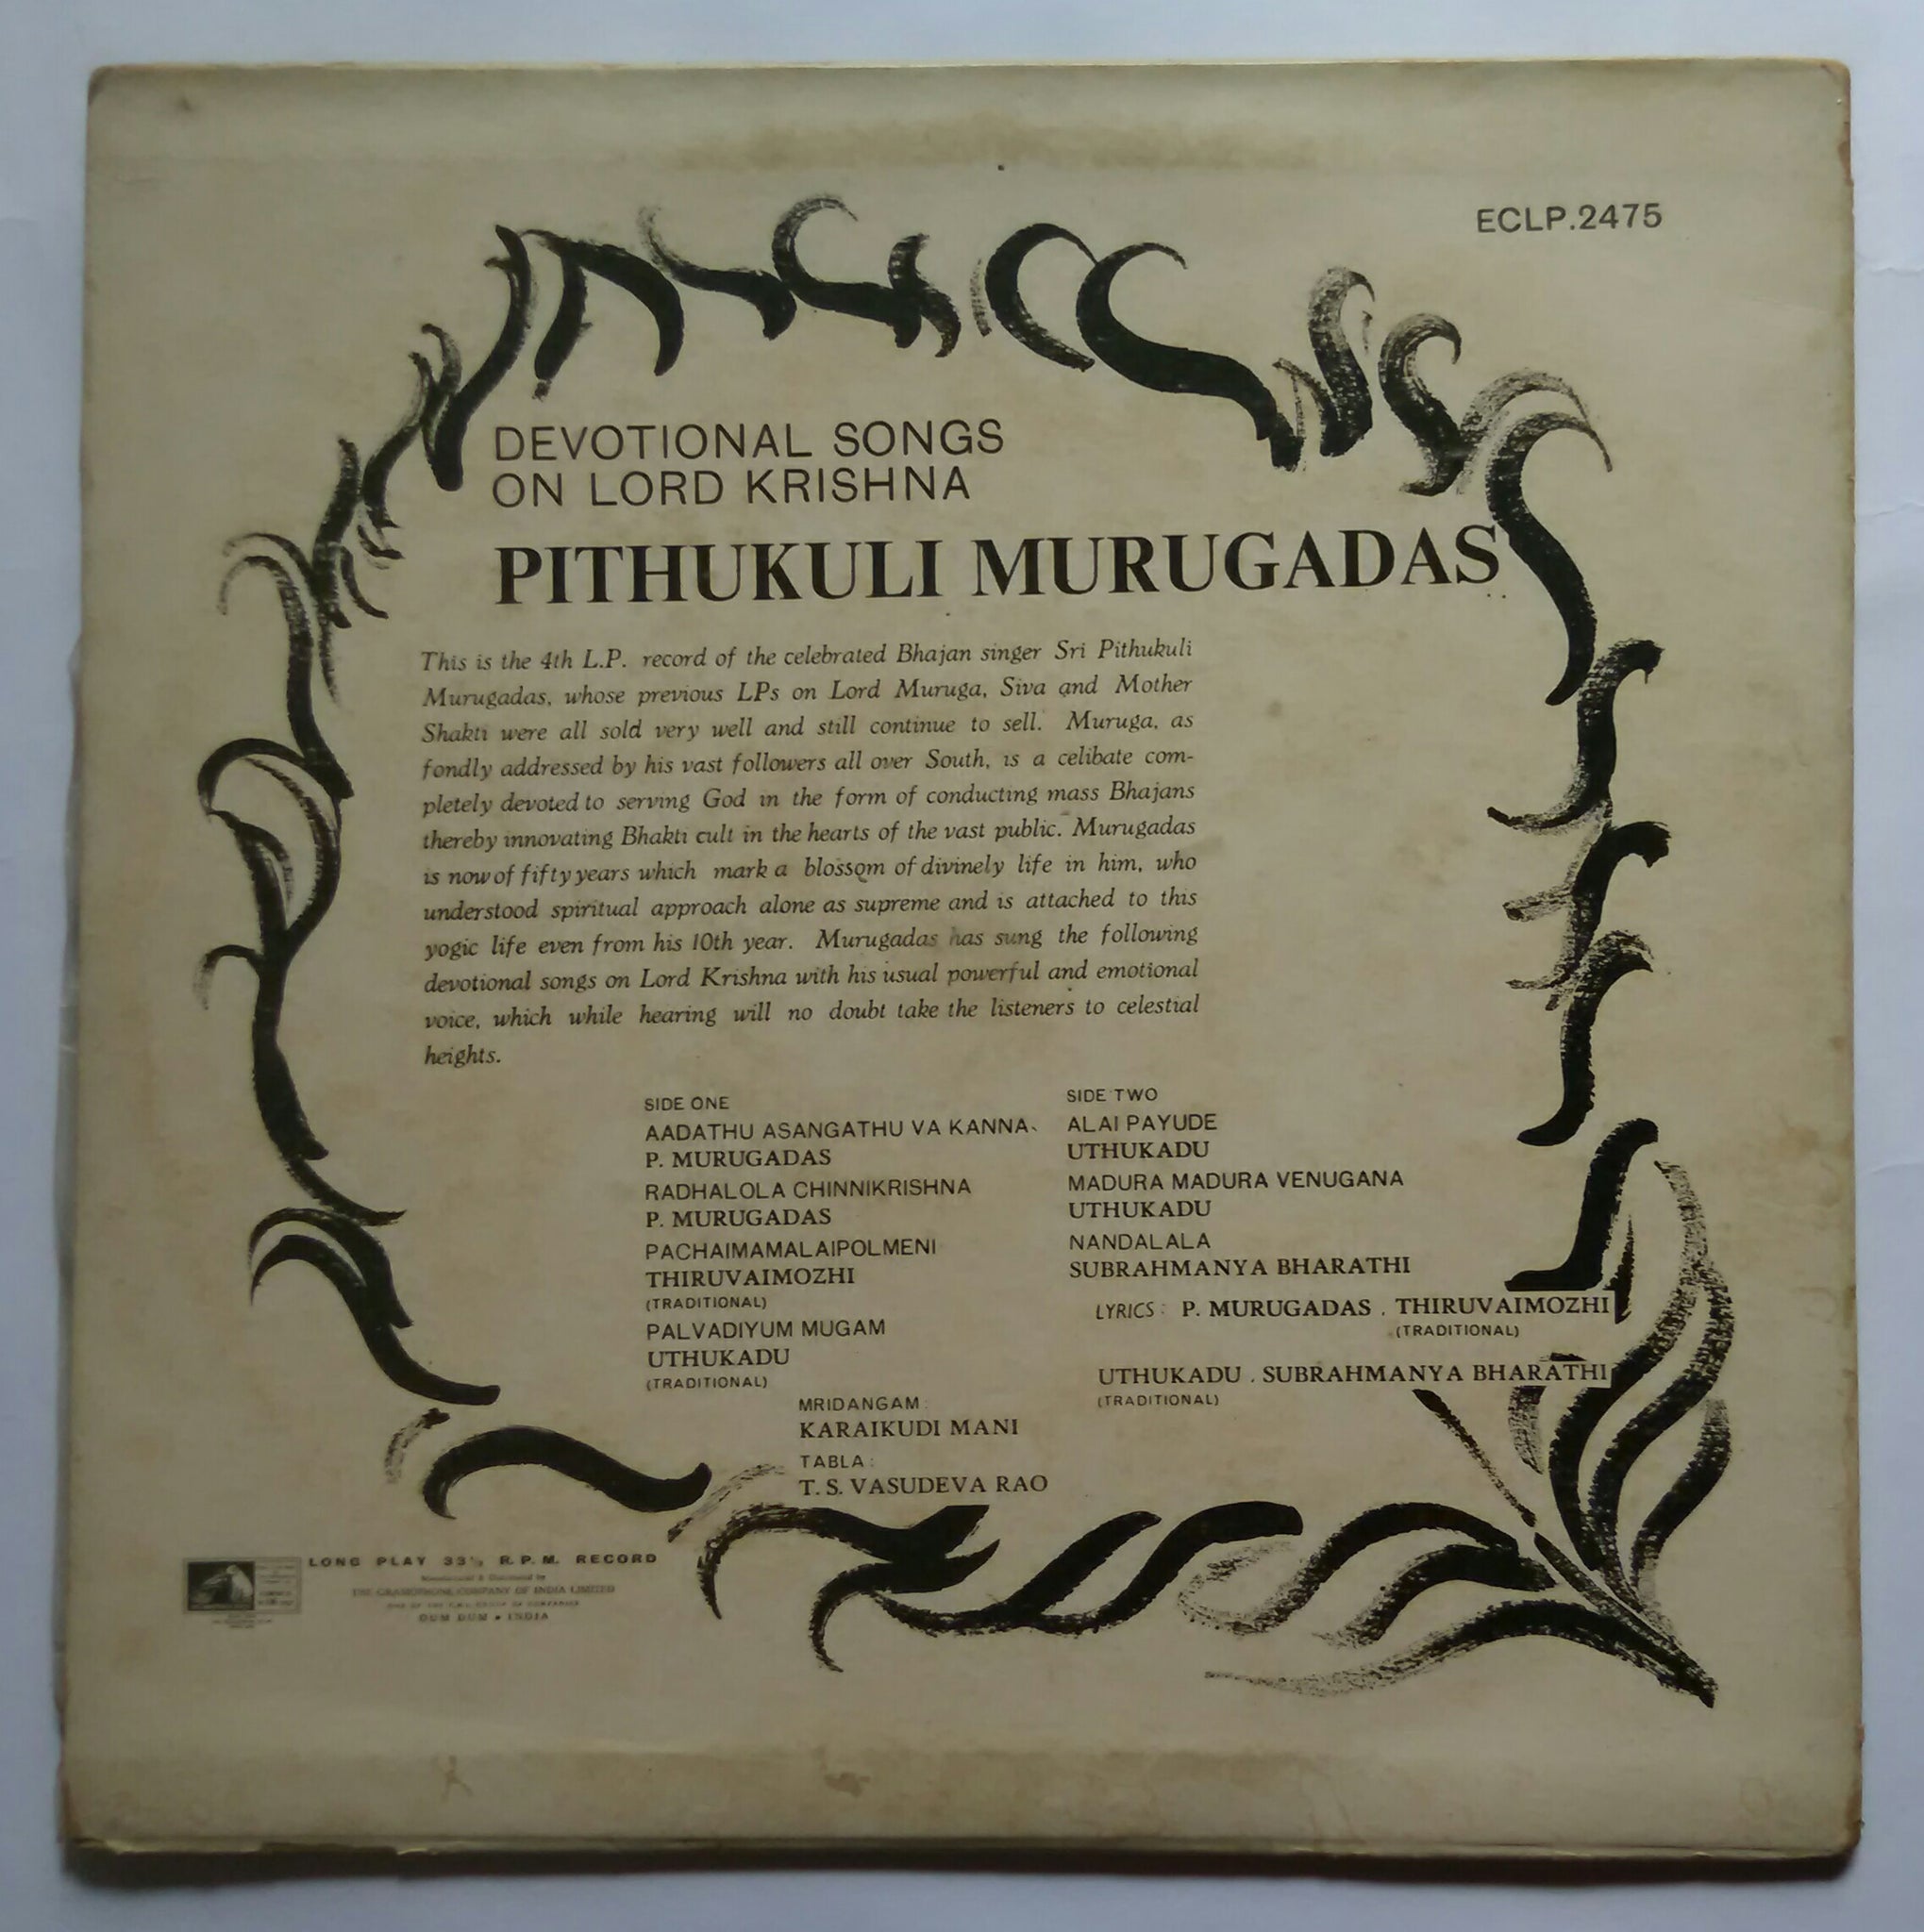 ECLP.2475
DEVOTIONAL SONGS
ON LORD KRISHNA
PITHUKULI MURUGADAS
This is the 4th L.P. record of the celebrated Bhajan singer Sri Pithukuli
Murugadas, whose previous LPs on Lord Muruga, Siva and Mother
Shakti were all sold very well and still continue to sell. Muruga, as
fondly addressed by his vast followers all over South, is a celibate com-
pletely devoted to serving God in the form of conducting mass Bhajans
thereby innovating Bhakti cult in the hearts of the vast public. Murugadas
is now of fifty years which mark a blossom of divinely life in him, who
understood spiritual approach alone as supreme and is attached to this
yogic life even from his 10th year. Murugadas has sung the following
devotional songs on Lord Krishna with his usual powerful and emotional
voice, which while hearing will no doubt take the listeners to celestial
heights.
SIDE ONE
AADATHU ASANGATHU VA KANNA
P. MURUGADAS
RADHALOLA CHINNIKRISHNA
P. MURUGADAS
PACHAIMAMALAIPOLMENI
THIRUVAIMOZHI
(TRADITIONAL)
PALVADIYUM MUGAM
UTHUKADU
(TRADITIONAL)
SIDE TWO
ALAI PAYUDE
UTHUKADU
MADURA MADURA VENUGANA
UTHUKADU
NANDALALA
SUBRAHMANYA BHARATHI
LYRICS : P. MURUGADAS . THIRUVAIMOZHI
(TRADITIONAL)
UTHUKADU . SUBRAHMANYA BHARATHI
(TRADITIONAL)
MRIDANGAM :
KARAIKUDI MANI
TABLA :
T. S. VASUDEVA RAO
LONG PLAY 33⅓ R.P.M. RECORD
Manufactured & Distributed by
THE GRAMOPHONE COMPANY OF INDIA LIMITED
DUM DUM • INDIA